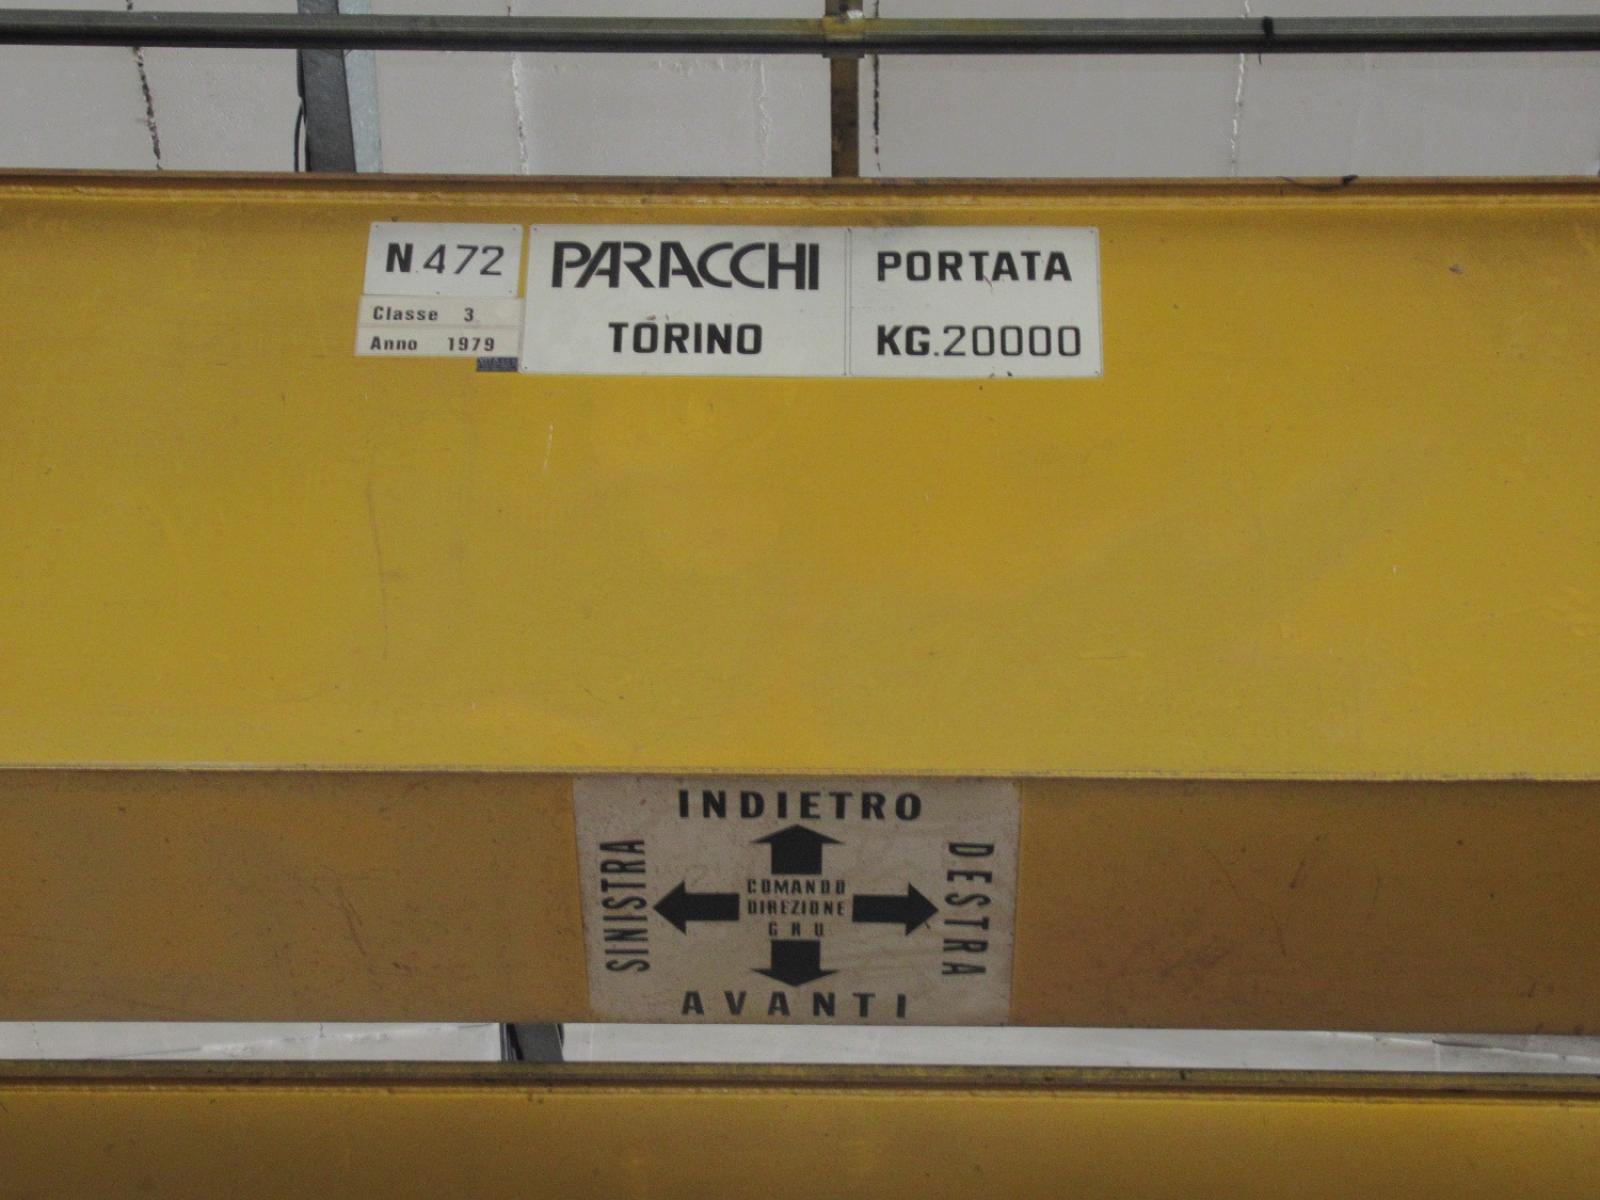 N.472
Classe 3
Anno 1979
PARACCHI
TORINO
PORTATA
KG.20000
INDIETRO
SINISTRA
COMANDO
DIREZIONE
GRU
DESTRA
AVANTI